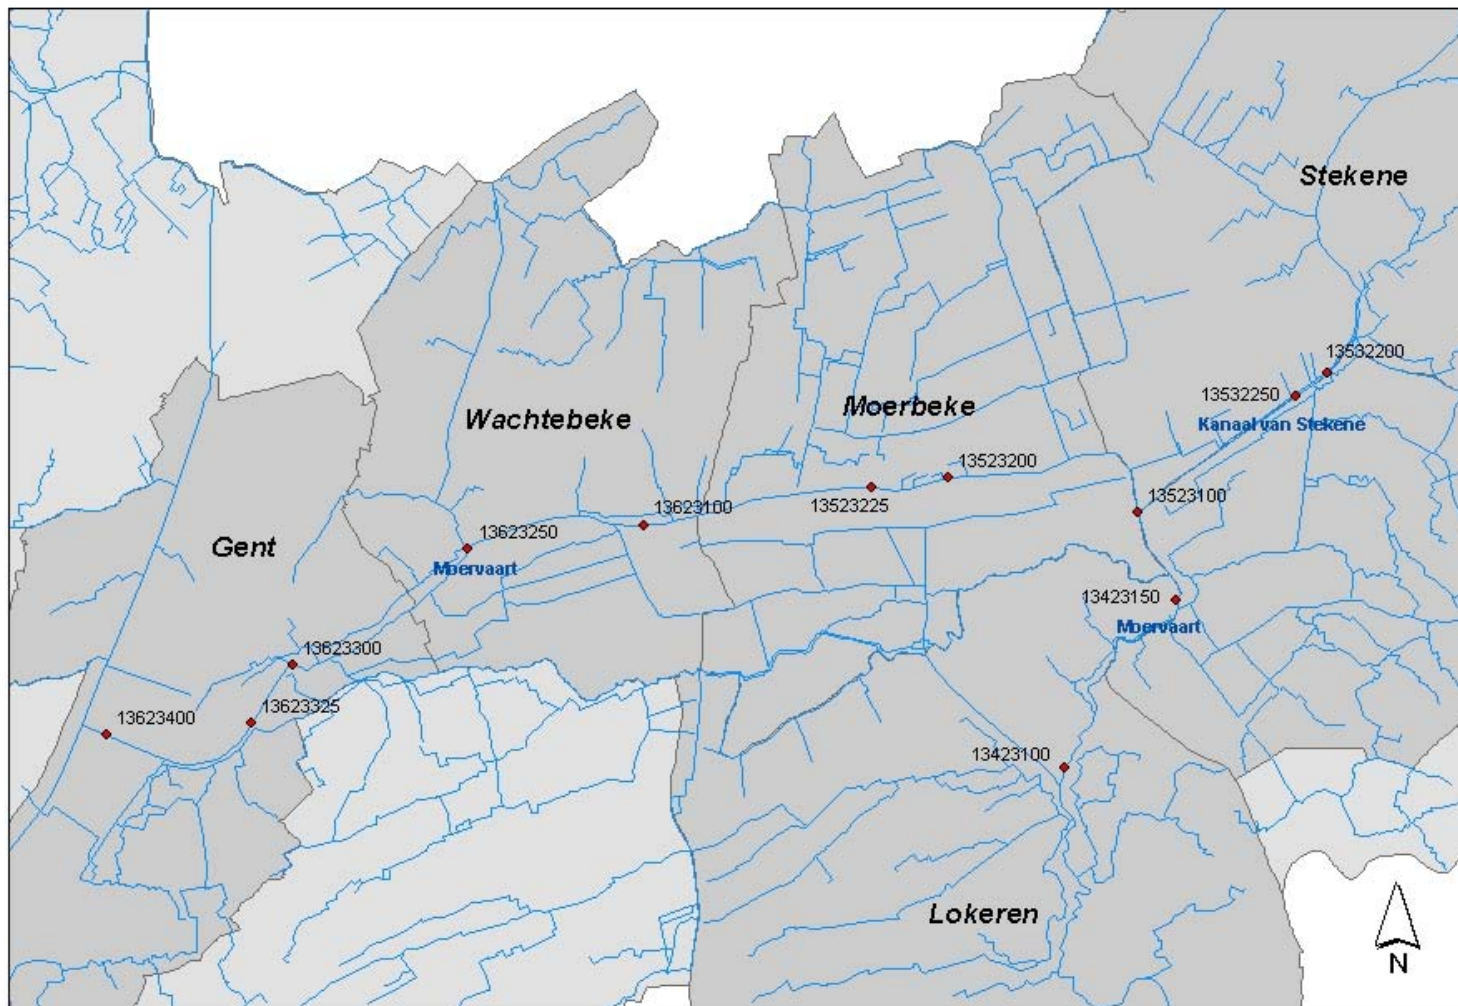 Stekene
13532200
13532250
Kanaal van Stekene
Moerbeke
Wachtebeke
13523200
13523225
13523100
13623100
Gent
13623250
Moervaart
13423150
Moervaart
13623300
13623325
13623400
13423100
Lokeren
N